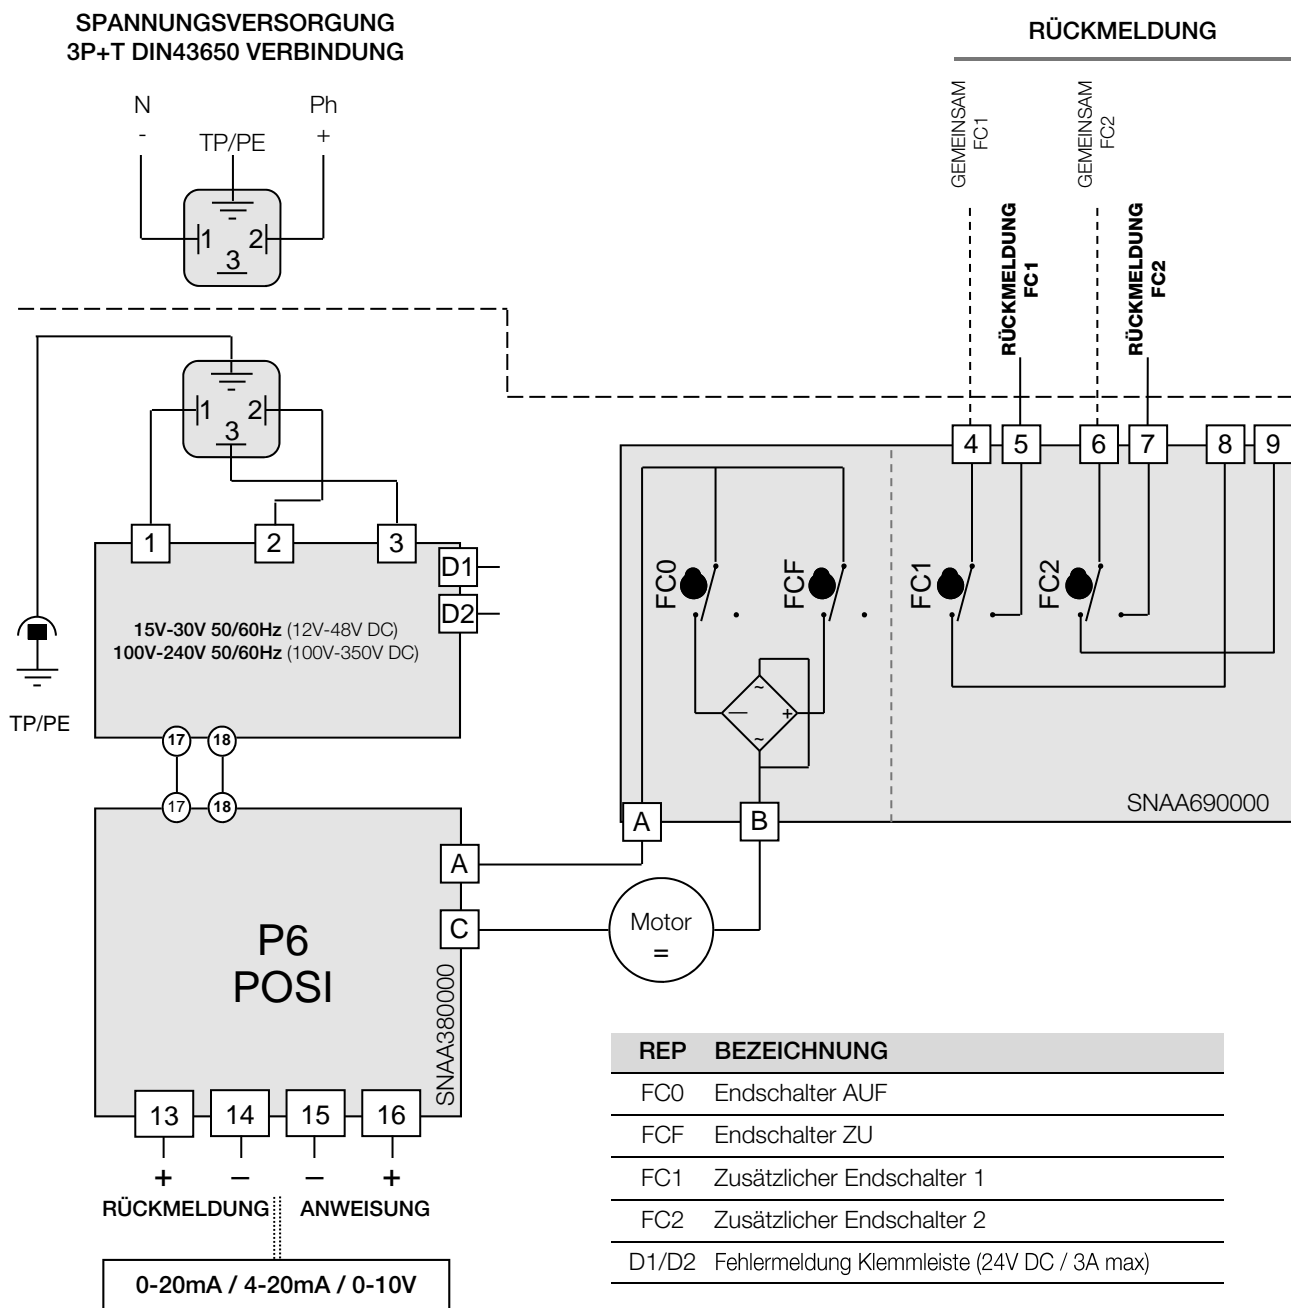 SPANNUNGSVERSORGUNG
3P+T DIN43650 VERBINDUNG
N
-
TP/PE
Ph
+
1
2
3
RÜCKMELDUNG
GEMEINSAM
FC1
RÜCKMELDUNG
FC1
GEMEINSAM
FC2
RÜCKMELDUNG
FC2
1
2
3
1
2
3
D1
D2
15V-30V 50/60Hz (12V-48V DC)
100V-240V 50/60Hz (100V-350V DC)
TP/PE
17
18
17
18
4
5
6
7
8
9
FC0
FCF
FC1
FC2
~
—
+
~
SNAA690000
A
B
A
C
Motor
=
P6
POSI
SNAA380000
13
14
15
16
+
–
–
+
RÜCKMELDUNG
ANWEISUNG
0-20mA / 4-20mA / 0-10V
REP BEZEICHNUNG
FC0 Endschalter AUF
FCF Endschalter ZU
FC1 Zusätzlicher Endschalter 1
FC2 Zusätzlicher Endschalter 2
D1/D2 Fehlermeldung Klemmleiste (24V DC / 3A max)